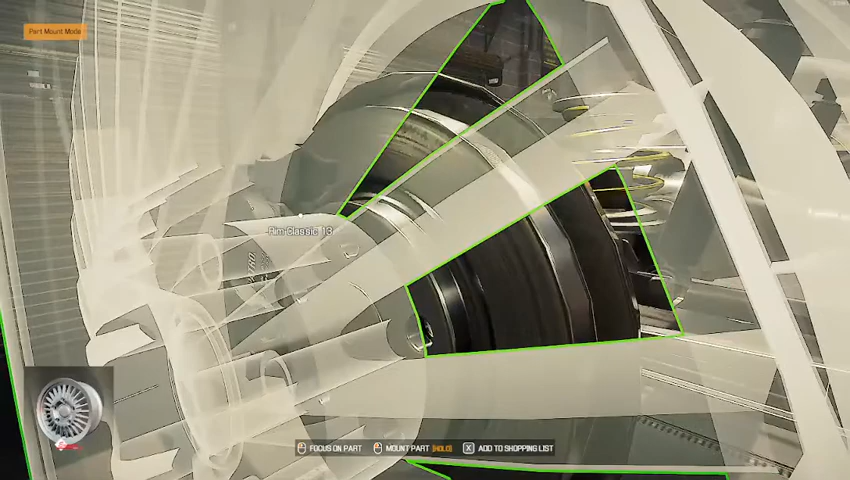 Part Mount Mode
Rim Classic 13
FOCUS ON PART MOUNT PART [HOLD] X ADD TO SHOPPING LIST